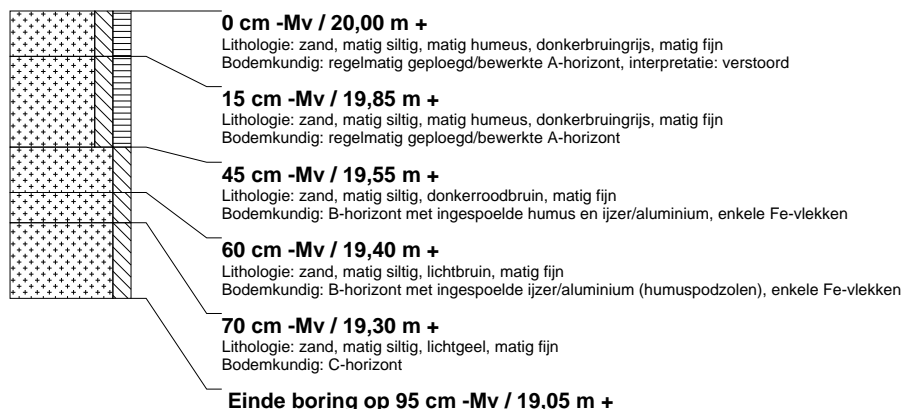 0 cm -Mv / 20,00 m +
Lithologie: zand, matig siltig, matig humeus, donkerbruingrijs, matig fijn
Bodemkundig: regelmatig geploegd/bewerkte A-horizont, interpretatie: verstoord
15 cm -Mv / 19,85 m +
Lithologie: zand, matig siltig, matig humeus, donkerbruingrijs, matig fijn
Bodemkundig: regelmatig geploegd/bewerkte A-horizont
45 cm -Mv / 19,55 m +
Lithologie: zand, matig siltig, donkerroodbruin, matig fijn
Bodemkundig: B-horizont met ingespoelde humus en ijzer/aluminium, enkele Fe-vlekken
60 cm -Mv / 19,40 m +
Lithologie: zand, matig siltig, lichtbruin, matig fijn
Bodemkundig: B-horizont met ingespoelde ijzer/aluminium (humuspodzolen), enkele Fe-vlekken
70 cm -Mv / 19,30 m +
Lithologie: zand, matig siltig, lichtgeel, matig fijn
Bodemkundig: C-horizont
Einde boring op 95 cm -Mv / 19,05 m +